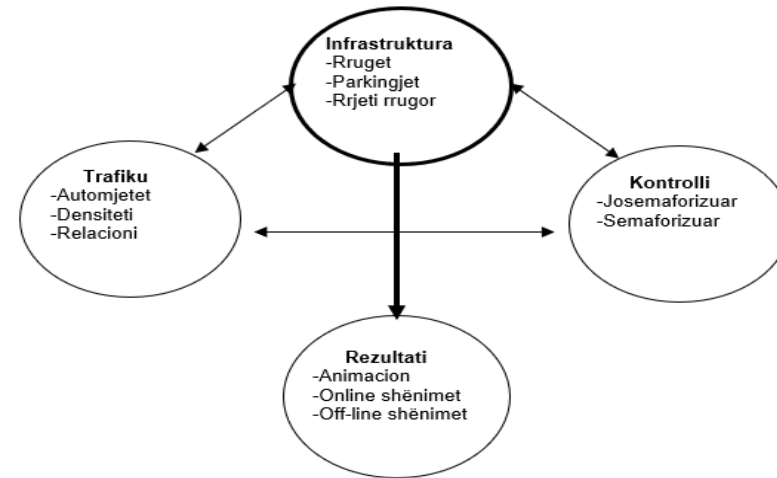 Infrastruktura
-Rruget
-Parkingjet
-Rrjeti rrugor
Trafiku
-Automjetet
-Densiteti
-Relacioni
Kontrolli
-Josemaforizuar
-Semaforizuar
Rezultati
-Animacion
-Online shënimet
-Off-line shënimet